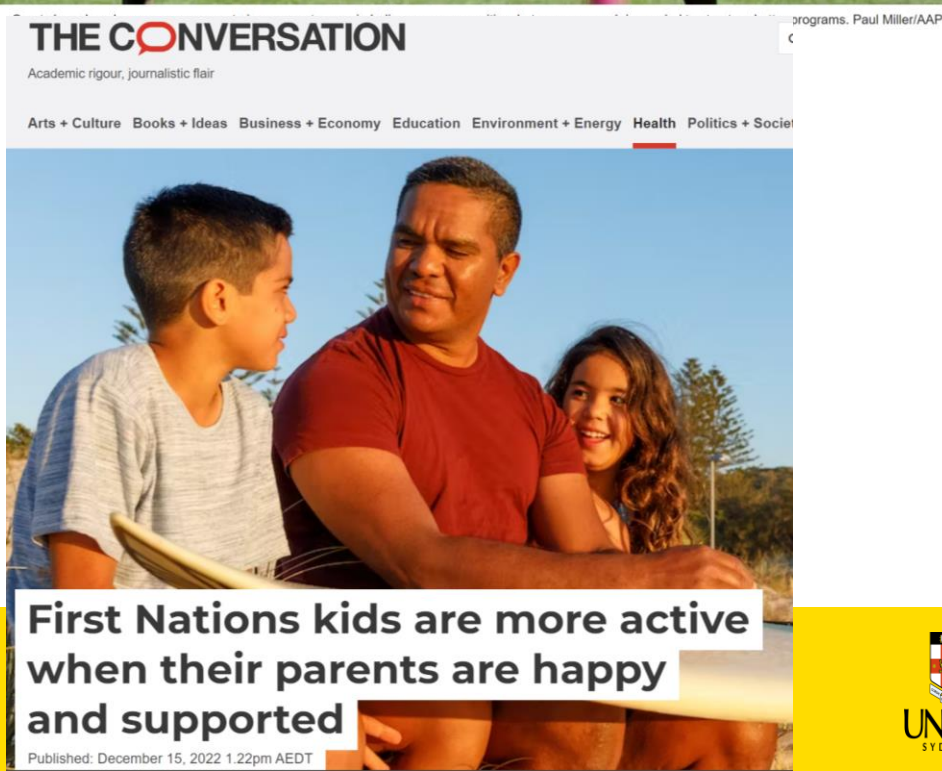 programs. Paul Miller/AAP
THE CONVERSATION
Academic rigour, journalistic flair
Arts + Culture Books + Ideas Business + Economy Education Environment + Energy Health Politics + Societ
First Nations kids are more active
when their parents are happy
and supported
Published: December 15, 2022 1.22pm AEDT
UN
SYD